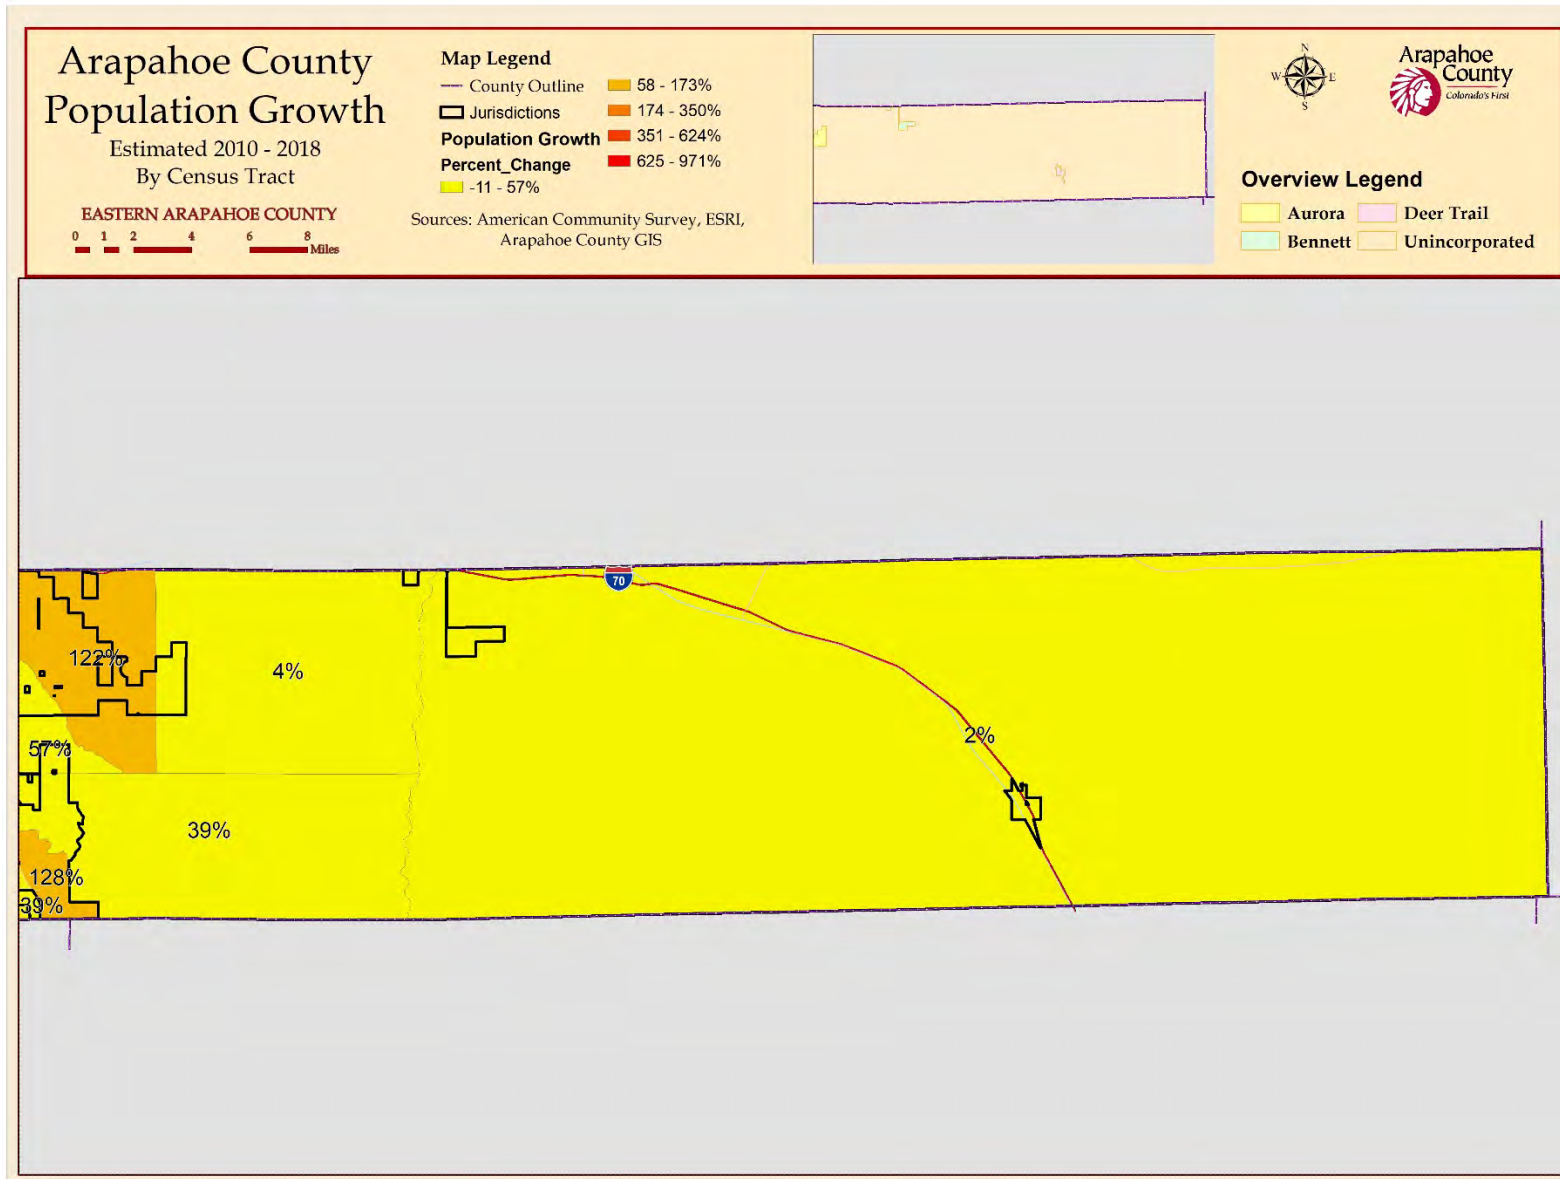 Arapahoe County
Population Growth
Estimated 2010 - 2018
By Census Tract
EASTERN ARAPAHOE COUNTY
0 1 2 4 6 8
Miles
Map Legend
County Outline
Jurisdictions
Population Growth
Percent_Change
-11 - 57%
58 - 173%
174 - 350%
351 - 624%
625 - 971%
Sources: American Community Survey, ESRI,
Arapahoe County GIS
N
W E
S
Arapahoe
County
Colorado's First
Overview Legend
Aurora
Deer Trail
Bennett
Unincorporated
70
122%
4%
2%
57%
39%
128%
39%